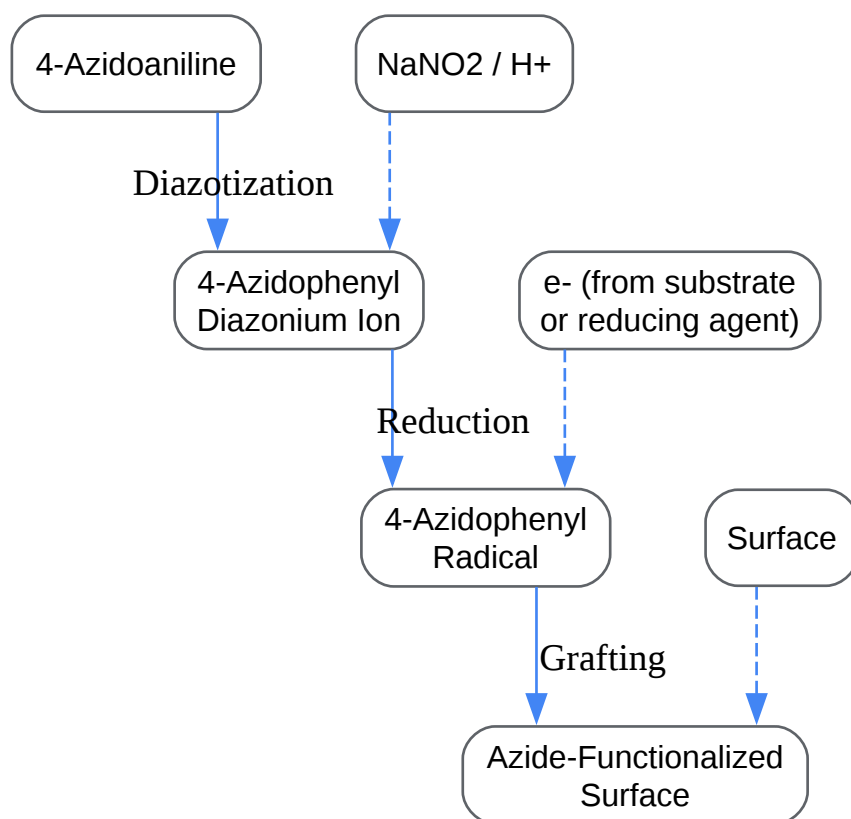 4-Azidoaniline
NaNO2 / H+
Diazotization
4-Azidophenyl
Diazonium Ion
e- (from substrate
or reducing agent)
Reduction
4-Azidophenyl
Radical
Surface
Grafting
Azide-Functionalized
Surface